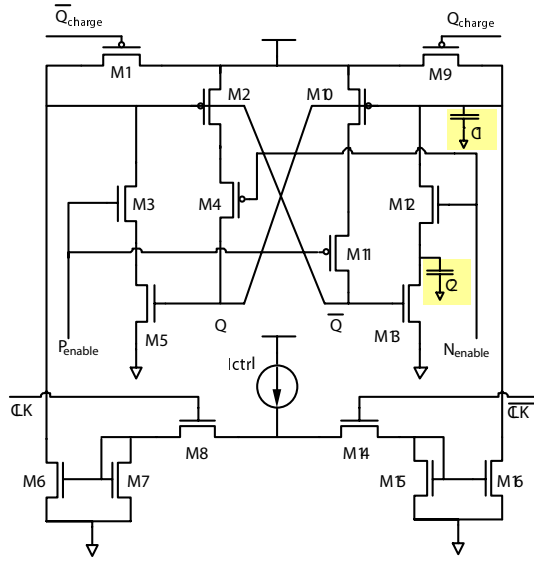 Q̅charge
Qcharge
M1
M9
M2
M10
C1
M3
M4
M12
M11
C2
Penable
M5
Q
Q̅
M13
Nenable
Ictrl
CLK
C̅L̅K̅
M8
M14
M6
M7
M15
M16